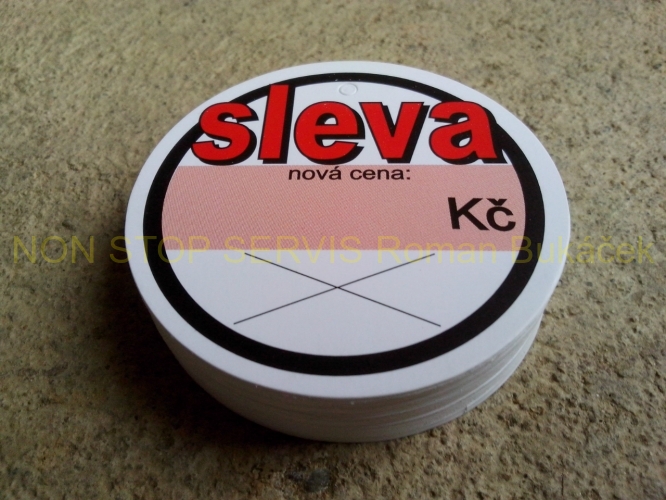 sleva
nová cena:
Kč
NON STOP SERVIS Roman Bukáček